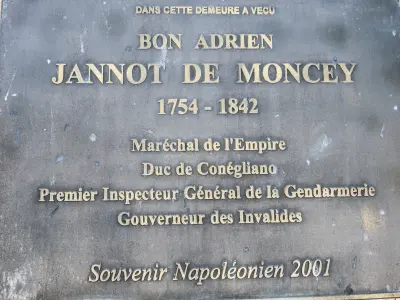 DANS CETTE DEMEURE A VECU
BON ADRIEN
JANNOT DE MONCEY
1754 - 1842
Maréchal de l'Empire
Duc de Conégliano
Premier Inspecteur Général de la Gendarmerie
Gouverneur des Invalides
Souvenir Napoléonien 2001